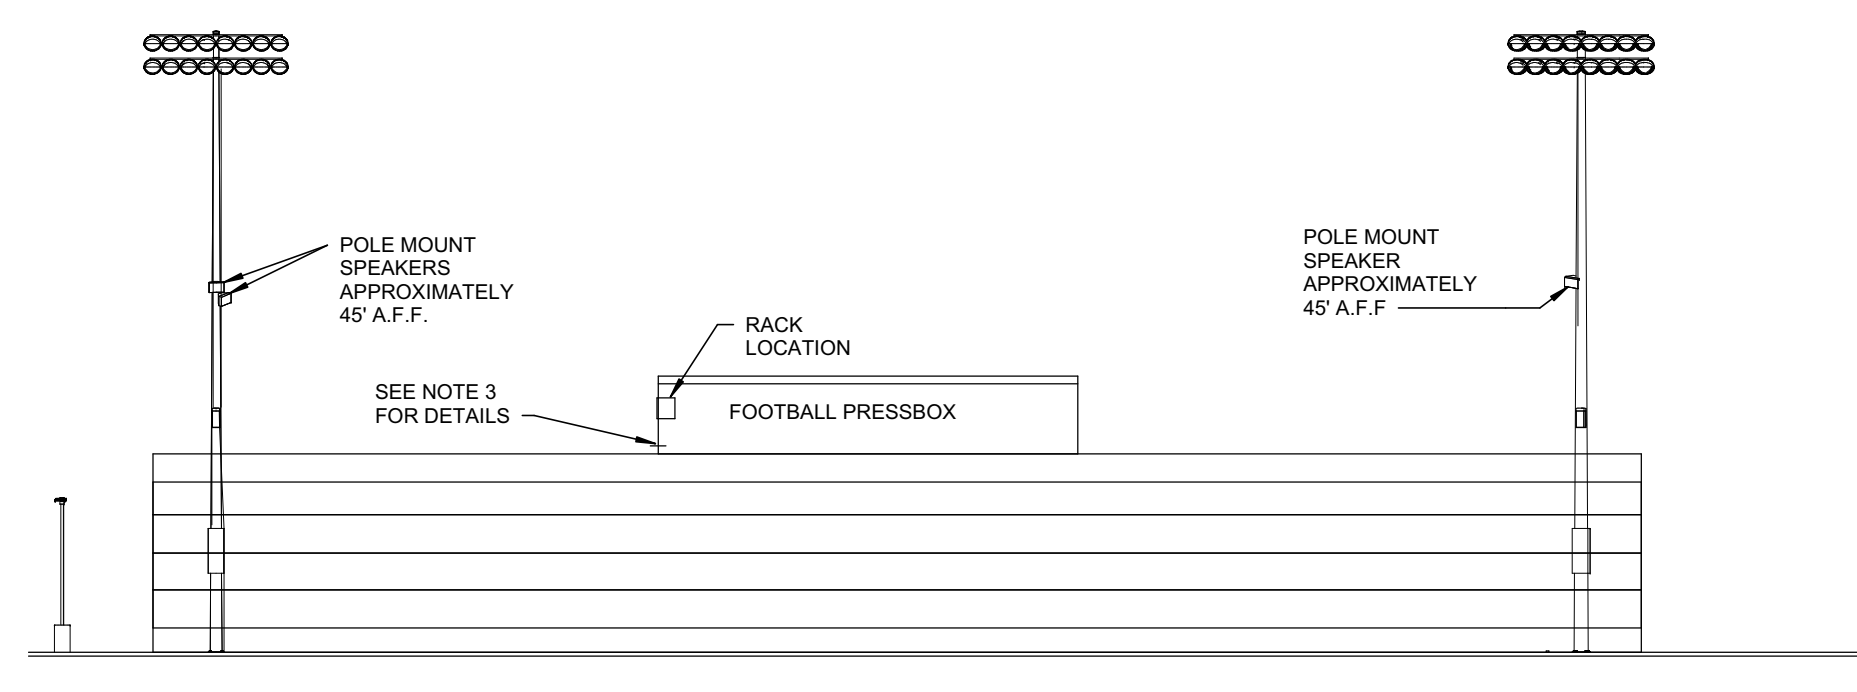 POLE MOUNT
SPEAKERS
APPROXIMATELY
45' A.F.F.
POLE MOUNT
SPEAKER
APPROXIMATELY
45' A.F.F
RACK
LOCATION
SEE NOTE 3
FOR DETAILS
FOOTBALL PRESSBOX